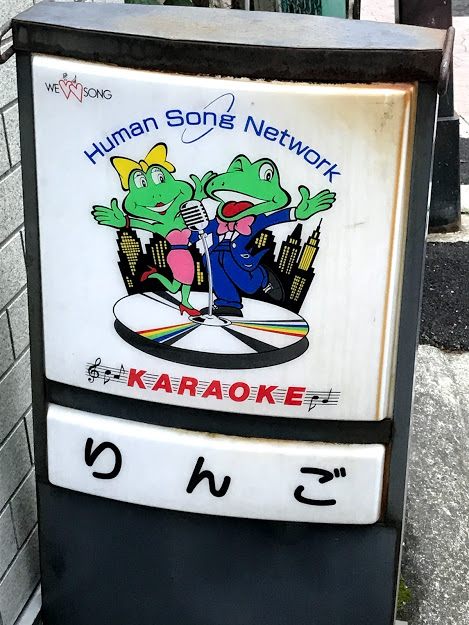 WE SONG
Human Song Network
KARAOKE
りんご